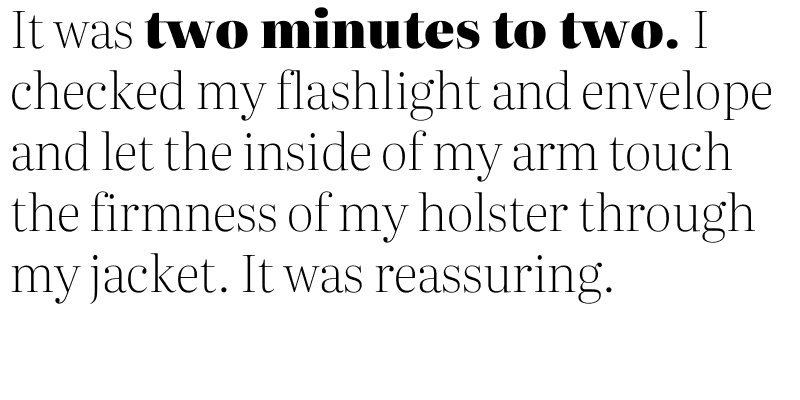 It was two minutes to two. I
checked my flashlight and envelope
and let the inside of my arm touch
the firmness of my holster through
my jacket. It was reassuring.